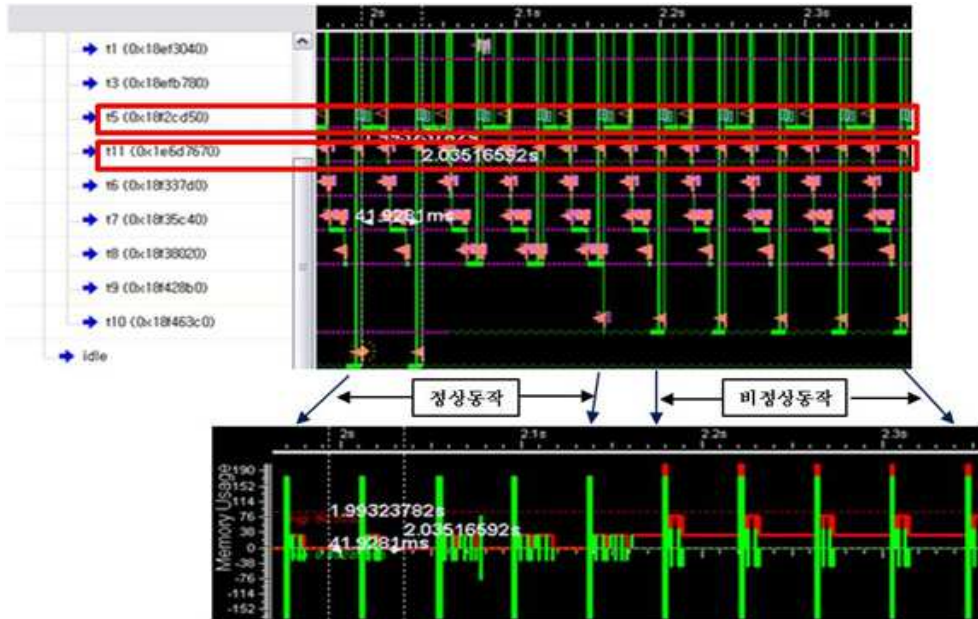 2s 2.1s 2.2s 2.3s
t1 (0x18ef3040)
t3 (0x18efb780)
t5 (0x18f2cd50)
1.99323782s
t11 (0x1e6d7670) 2.03516592s
t6 (0x18f337d0)
t7 (0x18f35c40) 41.9281ms
t8 (0x18f38020)
t9 (0x18f428b0)
t10 (0x18f463c0)
idle
정상동작 비정상동작
2s 2.1s 2.2s 2.3s
Memory Usage
190
152
114
76
38
0
-38
-76
-114
-152
1.99323782s
2.03516592s
41.9281ms